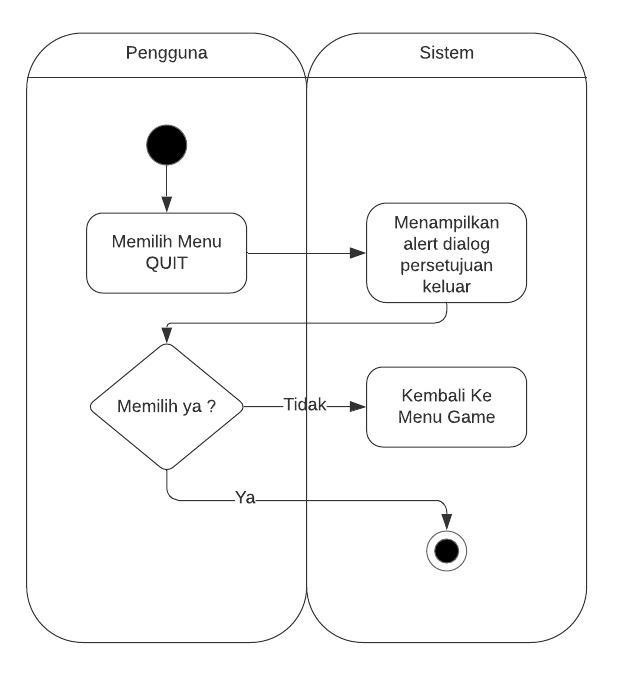 Pengguna
Sistem
Memilih Menu
QUIT
Menampilkan
alert dialog
persetujuan
keluar
Memilih ya ?
Tidak
Kembali Ke
Menu Game
Ya